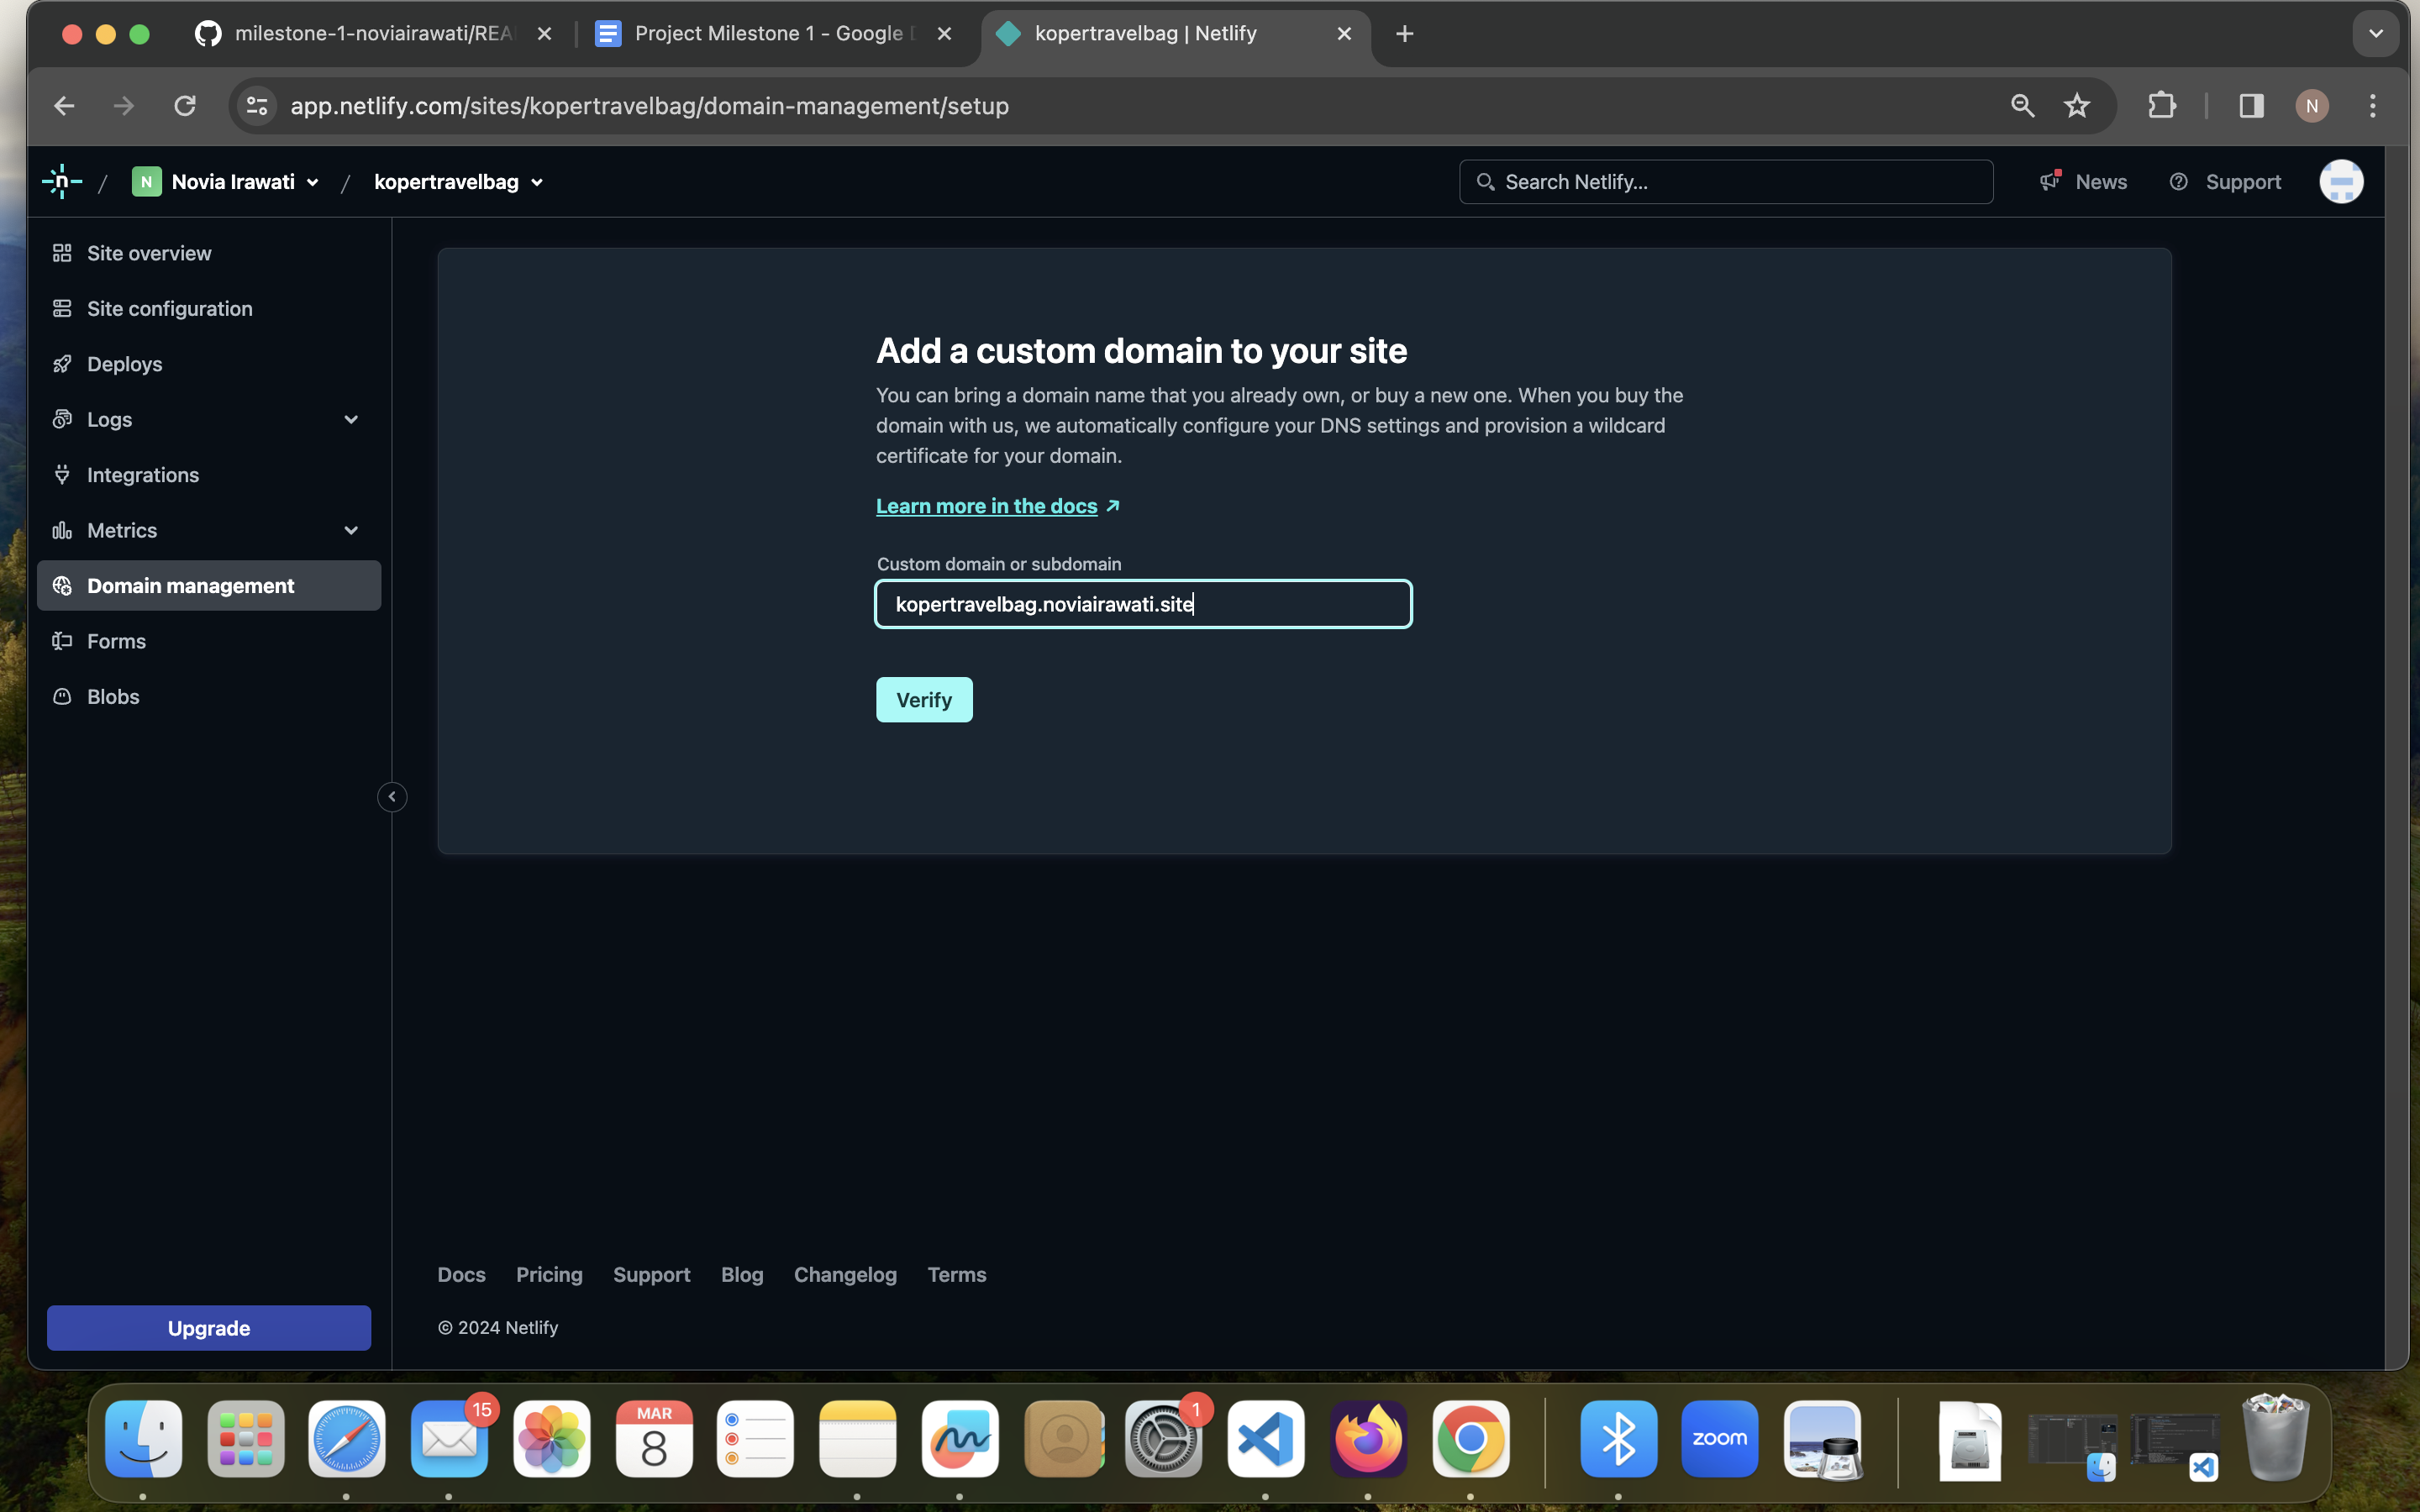 milestone-1-noviairawati/REA
Project Milestone 1 - Google
kopertravelbag | Netlify
app.netlify.com/sites/kopertravelbag/domain-management/setup
N
n
/
N
Novia Irawati
/
kopertravelbag
Search Netlify...
News
Support
Site overview
Site configuration
Deploys
Logs
Integrations
Metrics
Domain management
Forms
Blobs
Upgrade
Add a custom domain to your site
You can bring a domain name that you already own, or buy a new one. When you buy the
domain with us, we automatically configure your DNS settings and provision a wildcard
certificate for your domain.
Learn more in the docs
Custom domain or subdomain
kopertravelbag.noviairawati.site
Verify
Docs Pricing Support Blog Changelog Terms
© 2024 Netlify
15
MAR
8
1
zoom